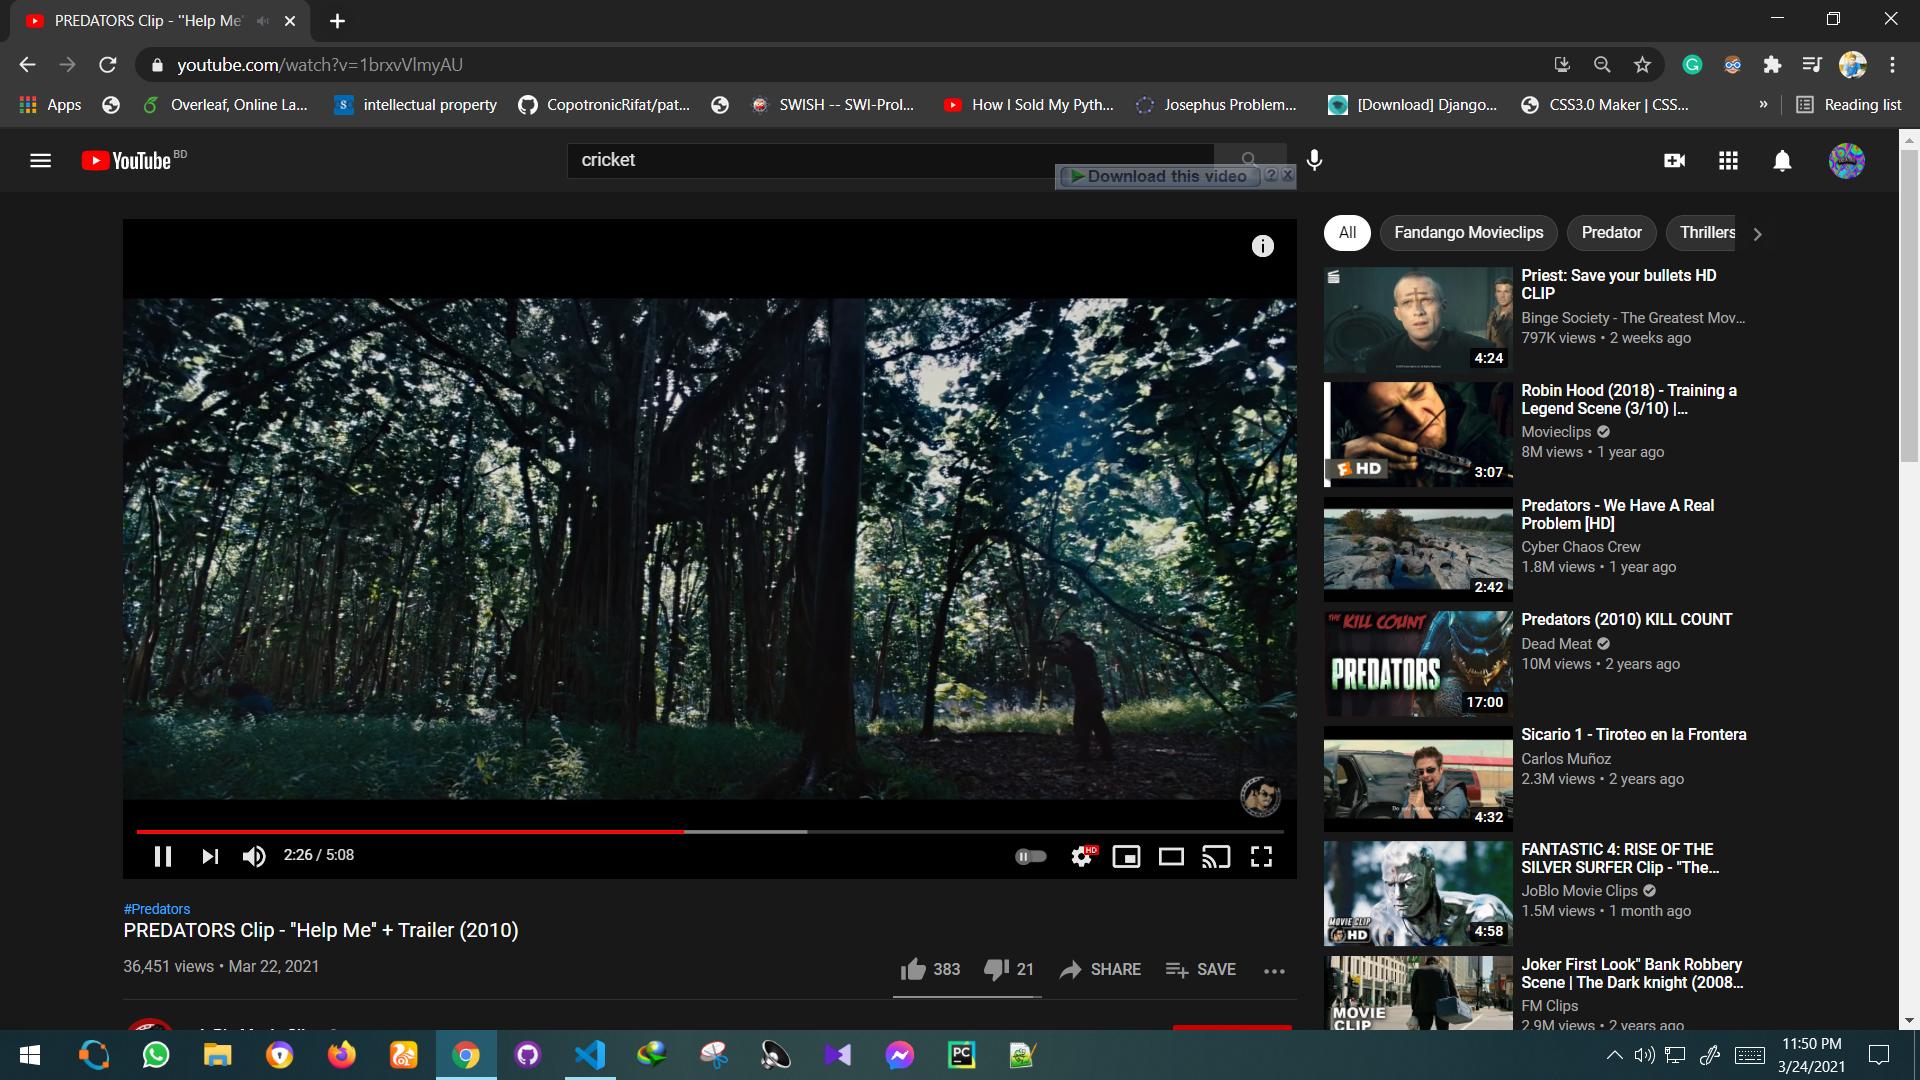 PREDATORS Clip - "Help Me"
youtube.com/watch?v=1brxvVlmyAU
Apps
Overleaf, Online La...
intellectual property
CopotronicRifat/pat...
SWISH -- SWI-Prol...
How I Sold My Pyth...
Josephus Problem...
[Download] Django...
CSS3.0 Maker | CSS...
»
Reading list
YouTube BD
cricket
Download this video ? X
All
Fandango Movieclips
Predator
Thrillers
Priest: Save your bullets HD
CLIP
Binge Society - The Greatest Mov...
797K views • 2 weeks ago
4:24
Robin Hood (2018) - Training a
Legend Scene (3/10) |...
Movieclips
8M views • 1 year ago
HD
3:07
Predators - We Have A Real
Problem [HD]
Cyber Chaos Crew
1.8M views • 1 year ago
2:42
Predators (2010) KILL COUNT
Dead Meat
10M views • 2 years ago
THE KILL COUNT
PREDATORS
17:00
Sicario 1 - Tiroteo en la Frontera
Carlos Muñoz
2.3M views • 2 years ago
4:32
FANTASTIC 4: RISE OF THE
SILVER SURFER Clip - "The...
JoBlo Movie Clips
1.5M views • 1 month ago
MOVIE CLIP
HD
4:58
Joker First Look" Bank Robbery
Scene | The Dark knight (2008...
FM Clips
2.9M views • 2 years ago
MOVIE
CLIP
2:26 / 5:08
HD
#Predators
PREDATORS Clip - "Help Me" + Trailer (2010)
36,451 views • Mar 22, 2021
383
21
SHARE
SAVE
PC
11:50 PM
3/24/2021